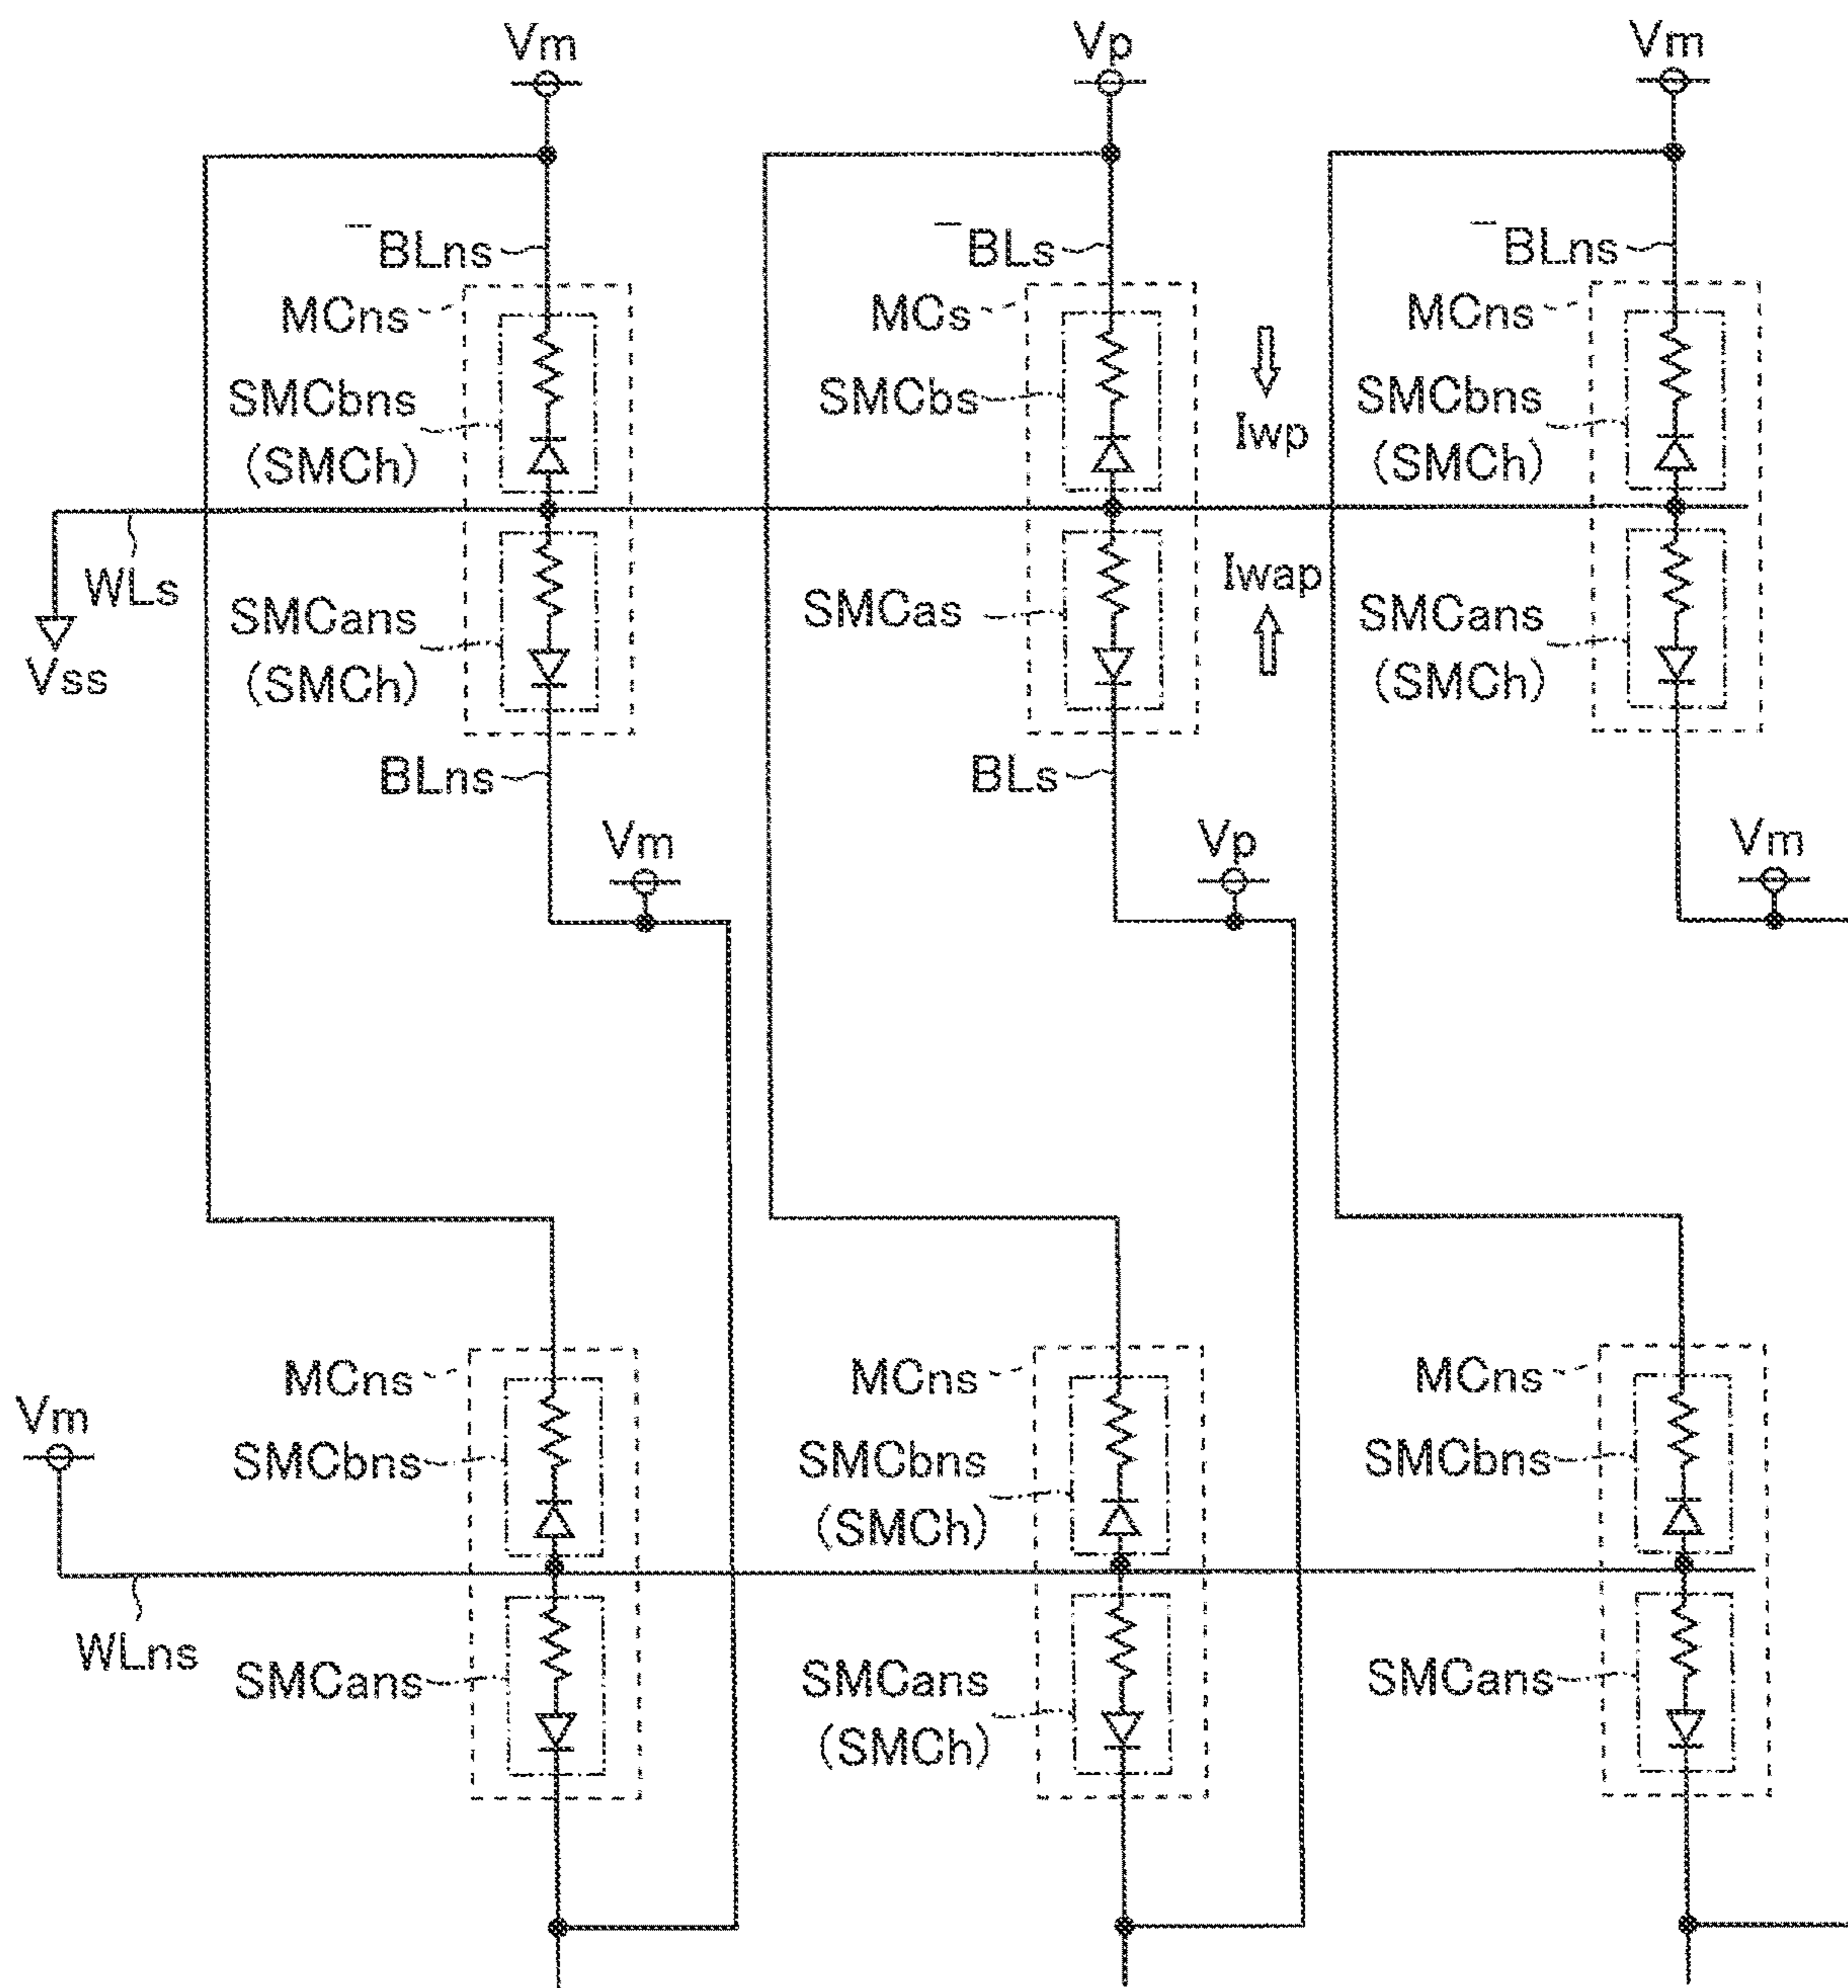 Vm
Vp
Vm
‾BLns
‾BLs
‾BLns
MCns
MCs
MCns
SMCbns
(SMCh)
SMCbs
Iwp
SMCbns
(SMCh)
WLs
Vss
SMCans
(SMCh)
SMCas
Iwap
SMCans
(SMCh)
BLns
BLs
Vm
Vp
Vm
MCns
MCns
MCns
Vm
SMCbns
SMCbns
(SMCh)
SMCbns
WLns
SMCans
SMCans
(SMCh)
SMCans